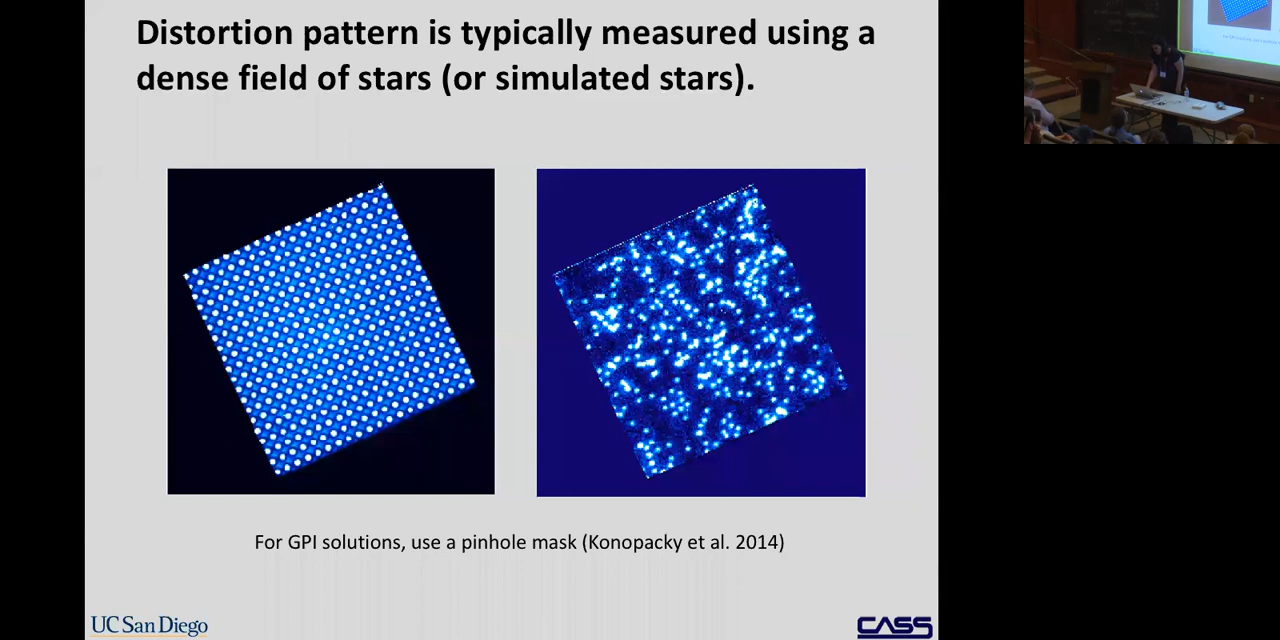 Distortion pattern is typically measured using a
dense field of stars (or simulated stars).
For GPI solutions, use a pinhole mask (Konopacky et al. 2014)
UC San Diego
CASS